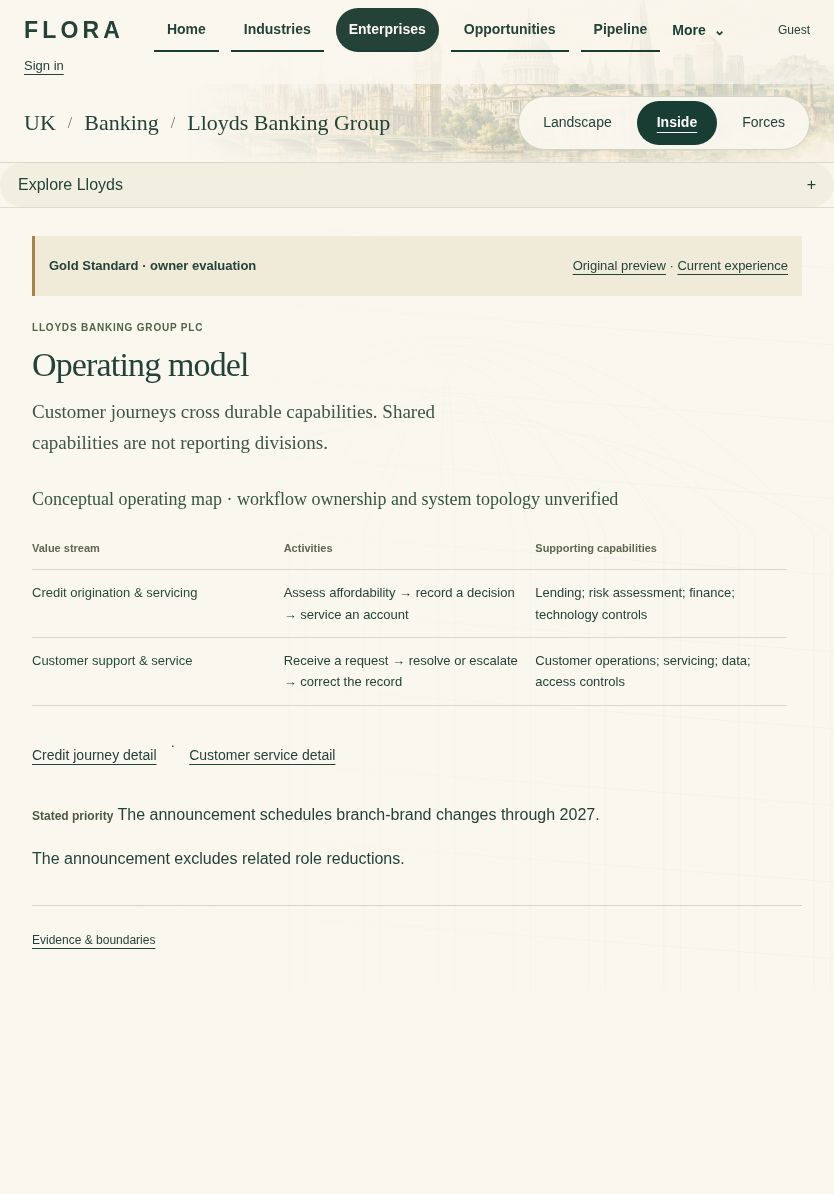 FLORA Home Industries Enterprises Opportunities Pipeline More Guest
Sign in
UK / Banking / Lloyds Banking Group Landscape Inside Forces
Explore Lloyds +
Gold Standard · owner evaluation Original preview · Current experience
LLOYDS BANKING GROUP PLC
Operating model
Customer journeys cross durable capabilities. Shared
capabilities are not reporting divisions.
Conceptual operating map · workflow ownership and system topology unverified
Value stream Activities Supporting capabilities
Credit origination & servicing Assess affordability → record a decision Lending; risk assessment; finance;
→ service an account technology controls
Customer support & service Receive a request → resolve or escalate Customer operations; servicing; data;
→ correct the record access controls
Credit journey detail · Customer service detail
Stated priority The announcement schedules branch-brand changes through 2027.
The announcement excludes related role reductions.
Evidence & boundaries